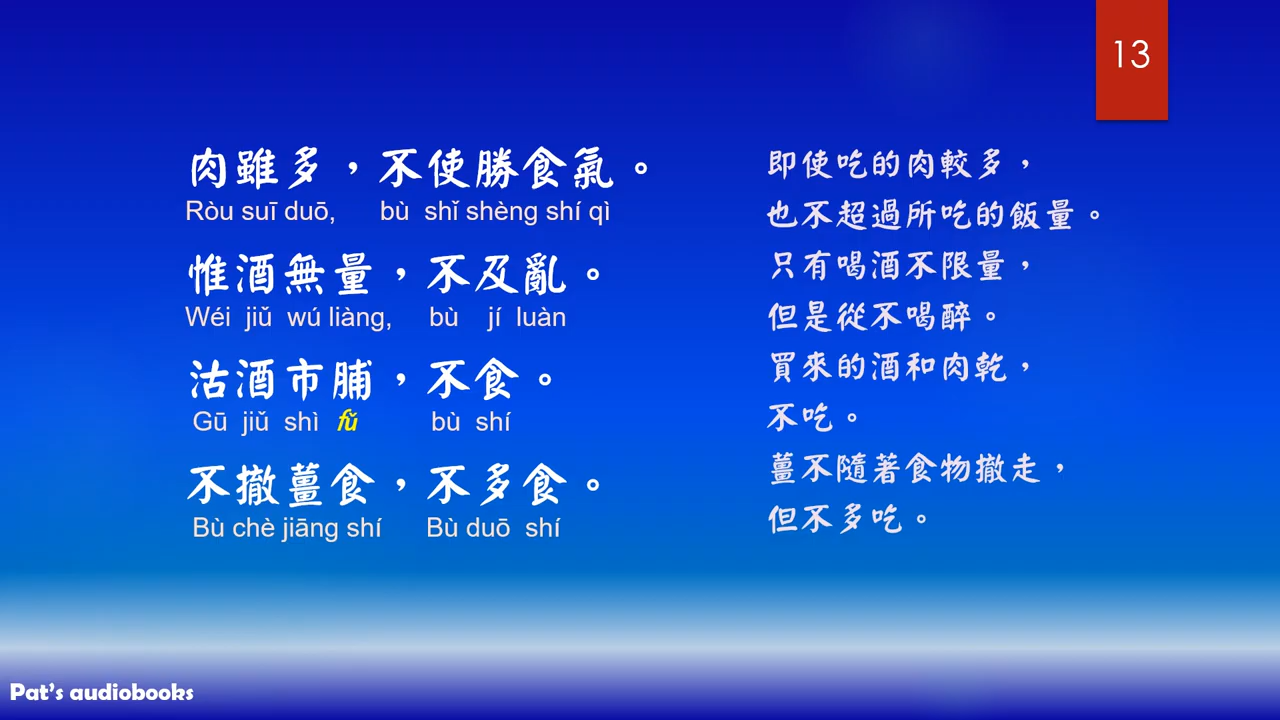 13
肉雖多，不使勝食氣。
Ròu suī duō, bù shǐ shèng shí qì
惟酒無量，不及亂。
Wéi jiǔ wú liàng, bù jí luàn
沽酒市脯，不食。
Gū jiǔ shì fŭ bù shí
不撤薑食，不多食。
Bù chè jiāng shí Bù duō shí
即使吃的肉較多，
也不超過所吃的飯量。
只有喝酒不限量，
但是從不喝醉。
買來的酒和肉乾，
不吃。
薑不隨著食物撤走，
但不多吃。
Pat's audiobooks